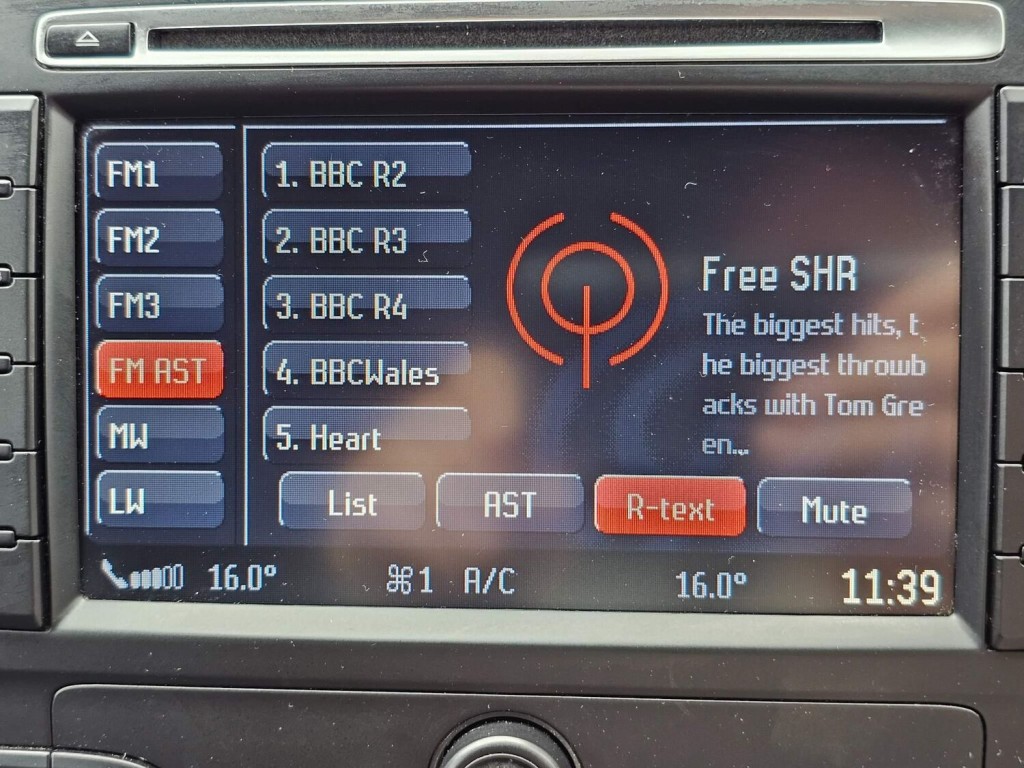 FM1
FM2
FM3
FM AST
MW
LW
1. BBC R2
2. BBC R3
3. BBC R4
4. BBCWales
5. Heart
Free SHR
The biggest hits, t
he biggest throwb
acks with Tom Gre
en...
List
AST
R-text
Mute
16.0°
1
A/C
16.0°
11:39